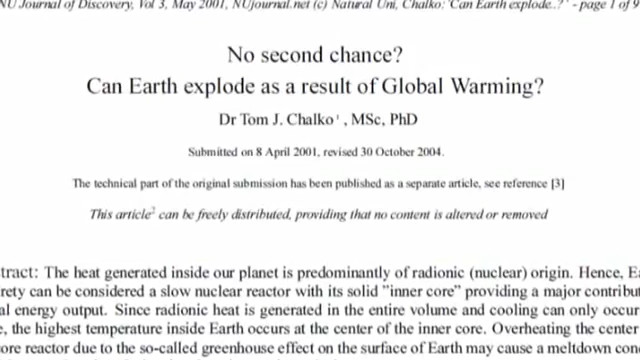 NU Journal of Discovery, Vol 3, May 2001, NUjournal.net (c) Natural Uni, Chalko: 'Can Earth explode..?' - page 1 of 9
No second chance?
Can Earth explode as a result of Global Warming?
Dr Tom J. Chalko ¹ , MSc, PhD
Submitted on 8 April 2001, revised 30 October 2004.
The technical part of the original submission has been published as a separate article, see reference [3]
This article² can be freely distributed, providing that no content is altered or removed
tract: The heat generated inside our planet is predominantly of radionic (nuclear) origin. Hence, Ea
rety can be considered a slow nuclear reactor with its solid "inner core" providing a major contribut
al energy output. Since radionic heat is generated in the entire volume and cooling can only occur
e, the highest temperature inside Earth occurs at the center of the inner core. Overheating the center
ore reactor due to the so-called greenhouse effect on the surface of Earth may cause a meltdown con